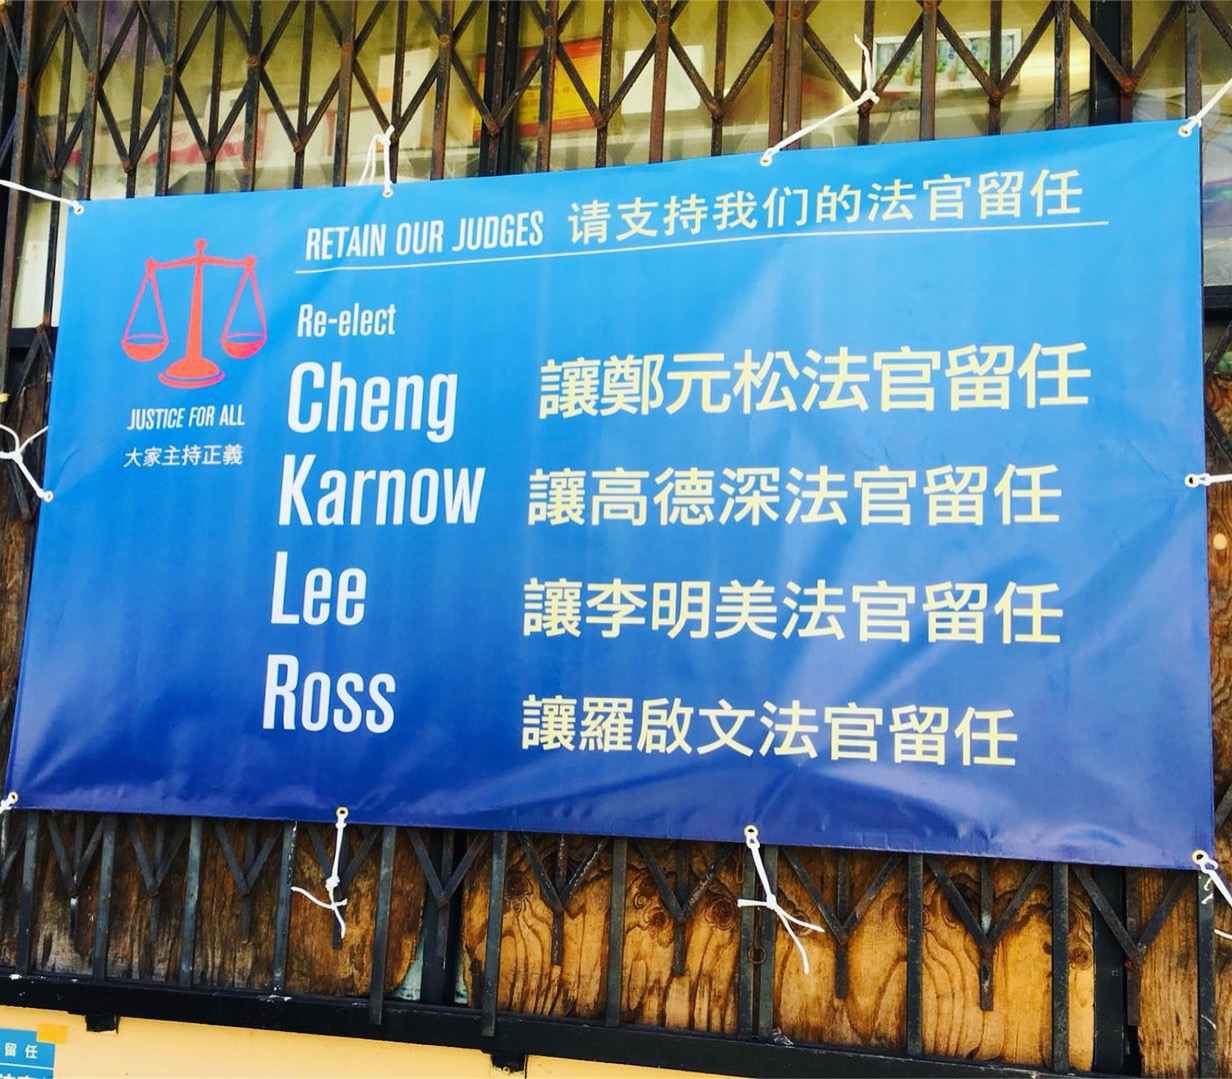 RETAIN OUR JUDGES 请支持我们的法官留任
JUSTICE FOR ALL
大家主持正義
Re-elect
Cheng 讓鄭元松法官留任
Karnow 讓高德深法官留任
Lee 讓李明美法官留任
Ross 讓羅啟文法官留任
留任